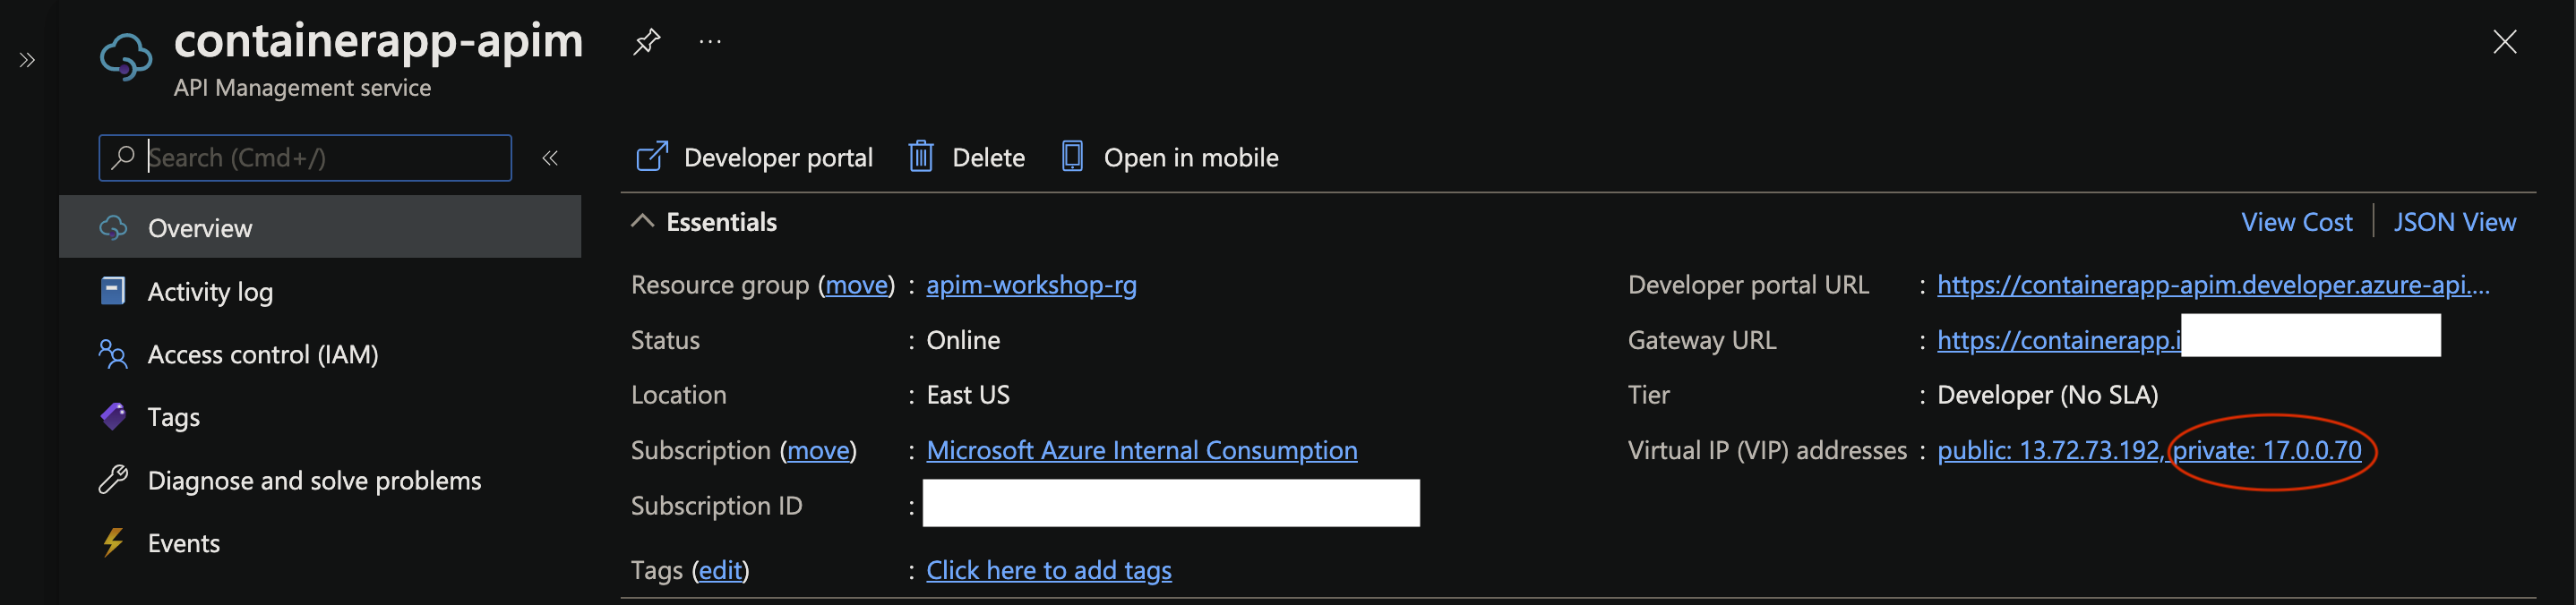 containerapp-apim ...
API Management service
Search (Cmd+/)
Developer portal Delete Open in mobile
Overview
Activity log
Access control (IAM)
Tags
Diagnose and solve problems
Events
Essentials
View Cost | JSON View
Resource group (move) : apim-workshop-rg
Status : Online
Location : East US
Subscription (move) : Microsoft Azure Internal Consumption
Subscription ID :
Tags (edit) : Click here to add tags
Developer portal URL : https://containerapp-apim.developer.azure-api....
Gateway URL : https://containerapp.i
Tier : Developer (No SLA)
Virtual IP (VIP) addresses : public: 13.72.73.192, private: 17.0.0.70